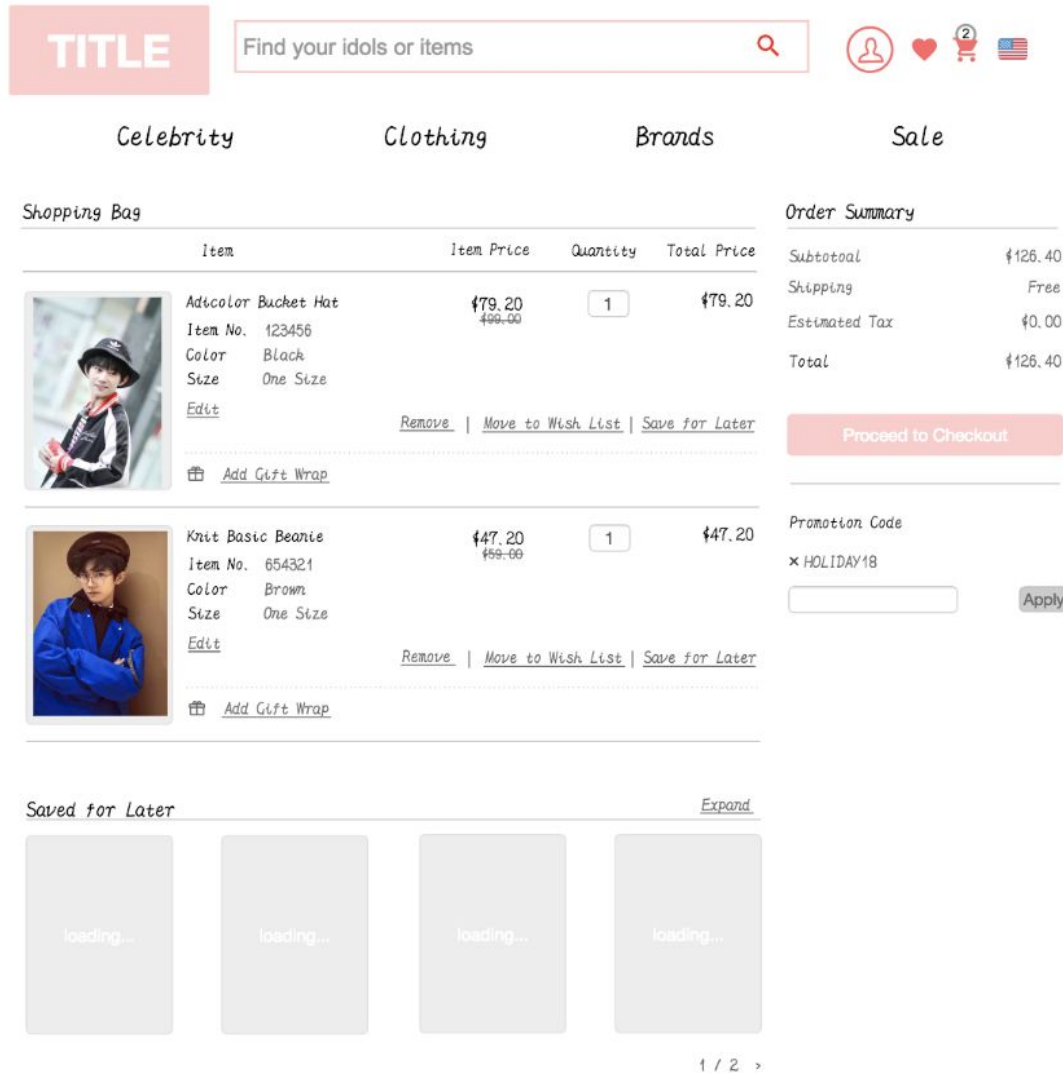 TITLE
Find your idols or items
2
Celebrity Clothing Brands Sale
Shopping Bag
Item Item Price Quantity Total Price
Adicolor Bucket Hat $79.20 1 $79.20
$99.00
Item No. 123456
Color Black
Size One Size
Edit
Remove | Move to Wish List | Save for Later
Add Gift Wrap
Knit Basic Beanie $47.20 1 $47.20
$59.00
Item No. 654321
Color Brown
Size One Size
Edit
Remove | Move to Wish List | Save for Later
Add Gift Wrap
Order Summary
Subtotoal $126.40
Shipping Free
Estimated Tax $0.00
Total $126.40
Proceed to Checkout
Promotion Code
× HOLIDAY18
Apply
Saved for Later Expand
loading... loading... loading... loading...
1 / 2 >